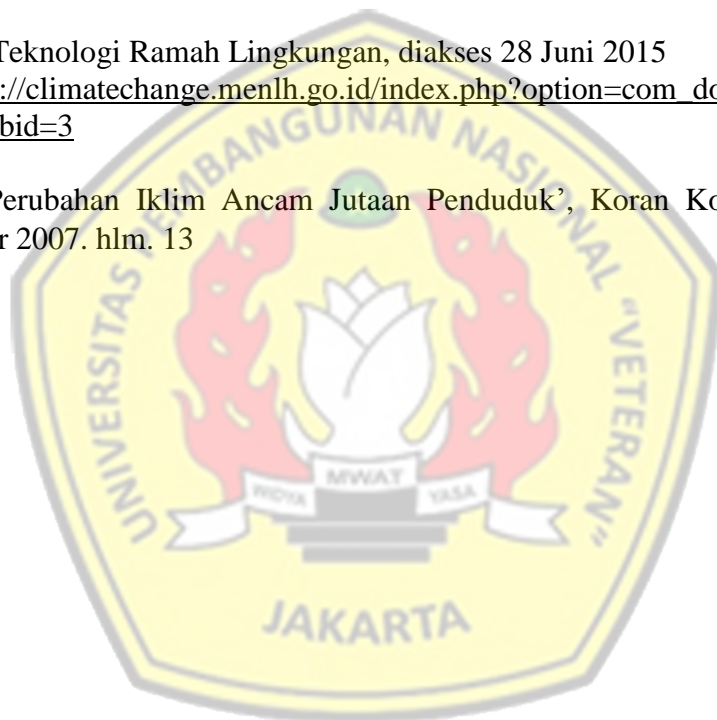 Teknologi Ramah Lingkungan, diakses 28 Juni 2015
://climatechange.menlh.go.id/index.php?option=com_do
bid=3
Perubahan Iklim Ancam Jutaan Penduduk’, Koran Ko
r 2007. hlm. 13
UNIVERSITAS PEMBANGUNAN NASIONAL "VETERAN"
WIDYA MWAT YASA
JAKARTA